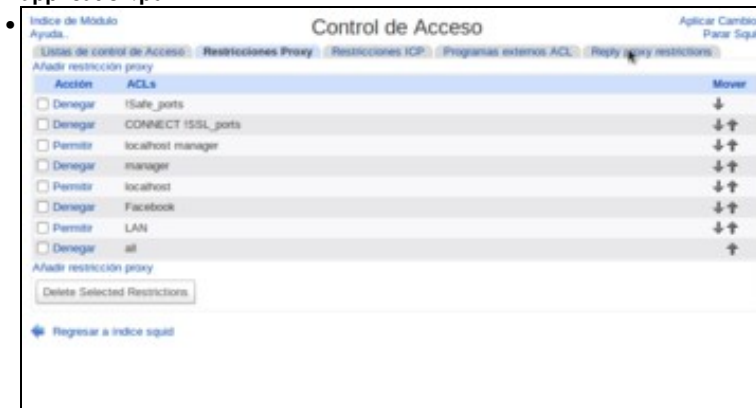 Indice de Módulo
Ayuda..
Control de Acceso
Aplicar Cambio
Parar Squi
Listas de control de Acceso Restricciones Proxy Restricciones ICP Programas externos ACL Reply proxy restrictions
Añadir restricción proxy
Acción ACLs Mover
Denegar !Safe_ports
Denegar CONNECT !SSL_ports
Permitir localhost manager
Denegar manager
Permitir localhost
Denegar Facebook
Permitir LAN
Denegar all
Añadir restricción proxy
Delete Selected Restrictions
Regresar a índice squid